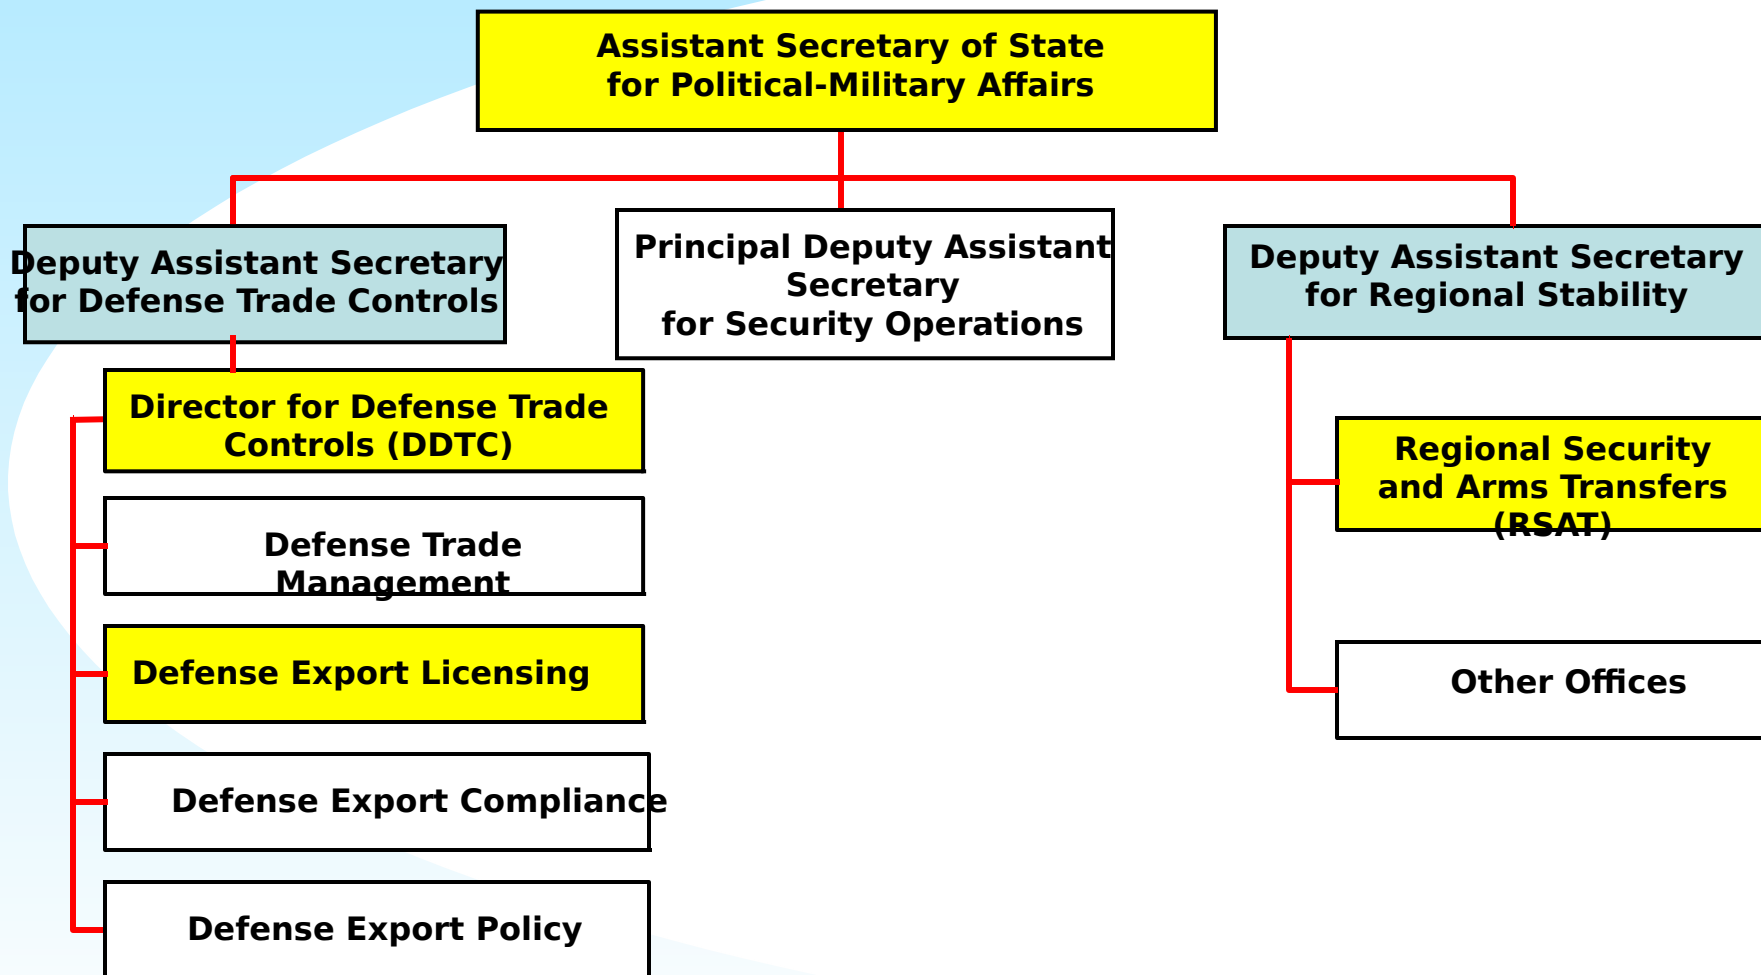 Assistant Secretary of State
for Political-Military Affairs
Deputy Assistant Secretary
for Defense Trade Controls
Principal Deputy Assistant
Secretary
for Security Operations
Deputy Assistant Secretary
for Regional Stability
Director for Defense Trade
Controls (DDTC)
Defense Trade
Management
Defense Export Licensing
Defense Export Compliance
Defense Export Policy
Regional Security
and Arms Transfers
(RSAT)
Other Offices